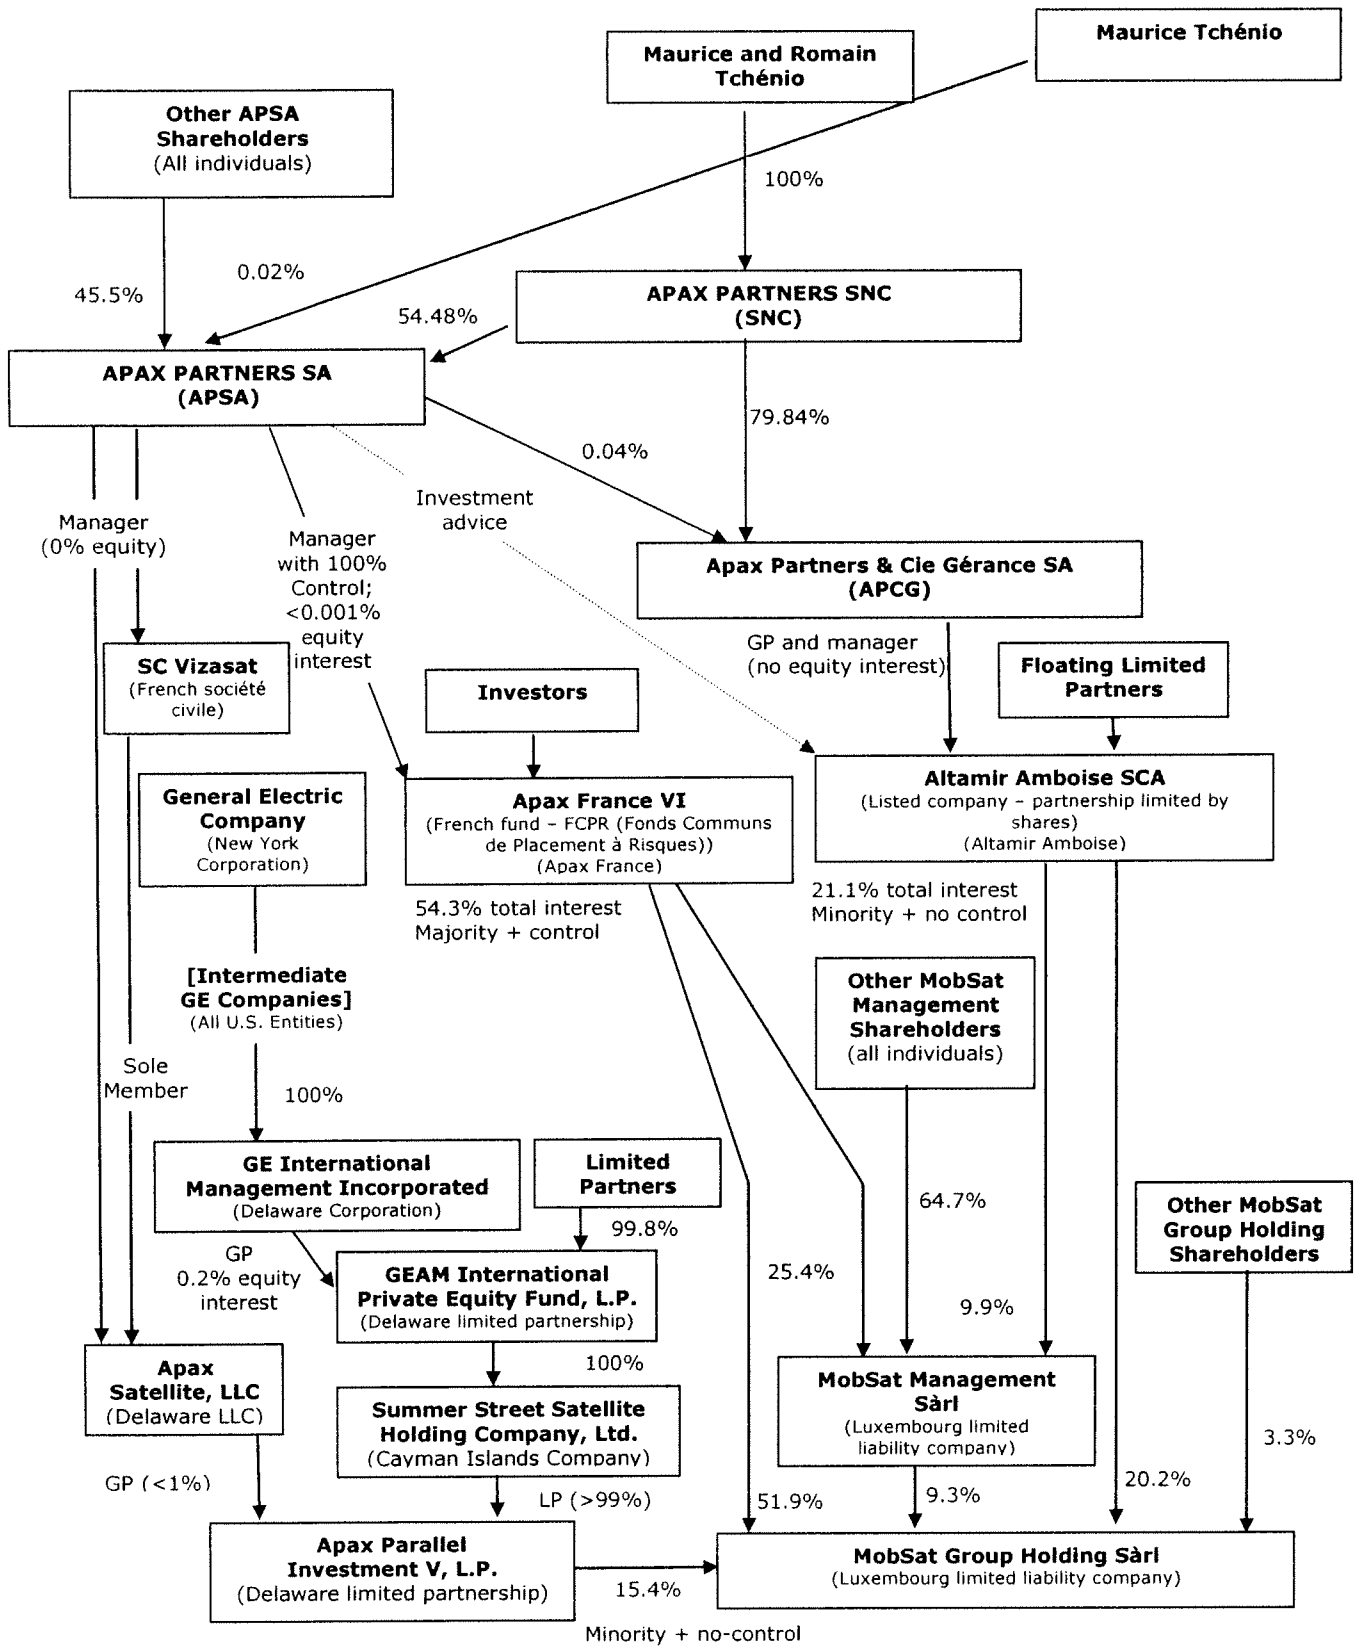 Maurice Tchénio
Maurice and Romain
Tchénio
Other APSA
Shareholders
(All individuals)
100%
0.02%
45.5%
54.48%
APAX PARTNERS SNC
(SNC)
APAX PARTNERS SA
(APSA)
79.84%
0.04%
Investment
advice
Manager
(0% equity)
Manager
with 100%
Control;
<0.001%
equity
interest
Apax Partners & Cie Gérance SA
(APCG)
GP and manager
(no equity interest)
Floating Limited
Partners
SC Vizasat
(French société
civile)
Investors
General Electric
Company
(New York
Corporation)
Apax France VI
(French fund – FCPR (Fonds Communs
de Placement à Risques))
(Apax France)
Altamir Amboise SCA
(Listed company – partnership limited by
shares)
(Altamir Amboise)
54.3% total interest
Majority + control
21.1% total interest
Minority + no control
[Intermediate
GE Companies]
(All U.S. Entities)
Other MobSat
Management
Shareholders
(all individuals)
Sole
Member
100%
GE International
Management Incorporated
(Delaware Corporation)
Limited
Partners
99.8%
64.7%
Other MobSat
Group Holding
Shareholders
GP
0.2% equity
interest
GEAM International
Private Equity Fund, L.P.
(Delaware limited partnership)
25.4%
9.9%
100%
Apax
Satellite, LLC
(Delaware LLC)
Summer Street Satellite
Holding Company, Ltd.
(Cayman Islands Company)
MobSat Management
Sàrl
(Luxembourg limited
liability company)
3.3%
GP (<1%)
LP (>99%)
51.9%
9.3%
20.2%
Apax Parallel
Investment V, L.P.
(Delaware limited partnership)
15.4%
MobSat Group Holding Sàrl
(Luxembourg limited liability company)
Minority + no-control